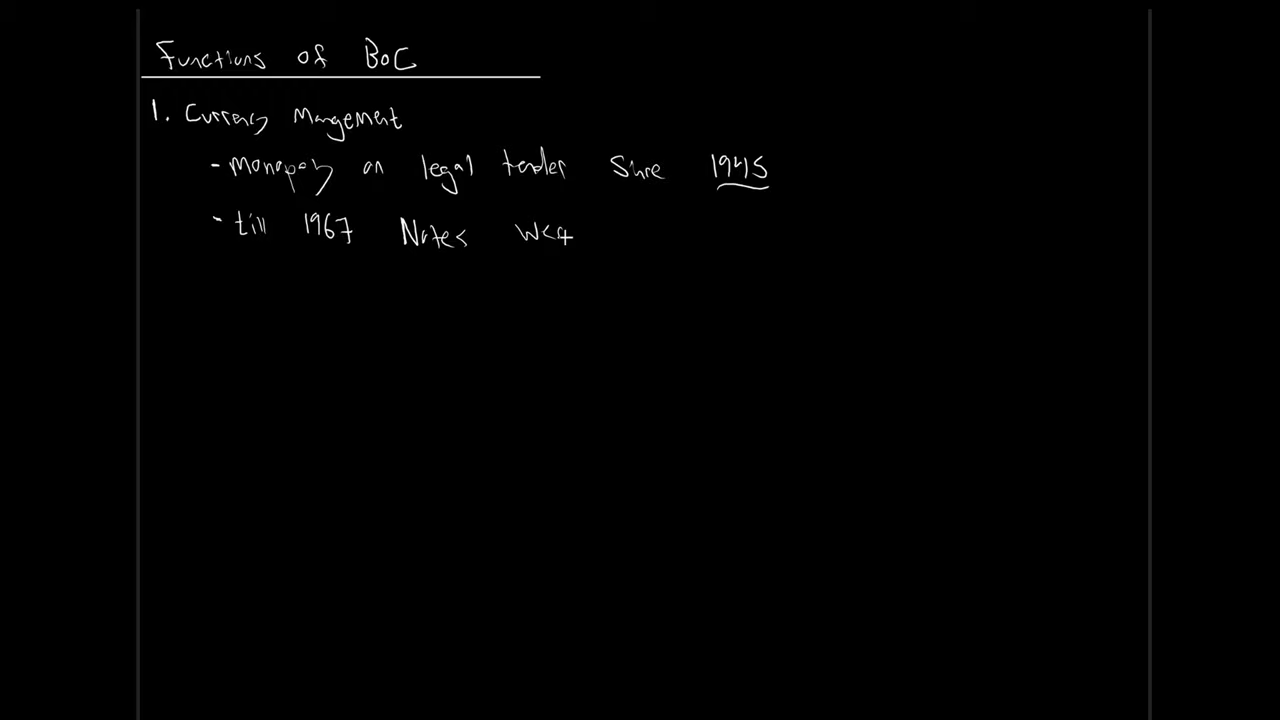 Functions of BoC
1. Currency Mangement
- Monopoly on legal tender Since 1945
- till 1967 Notes